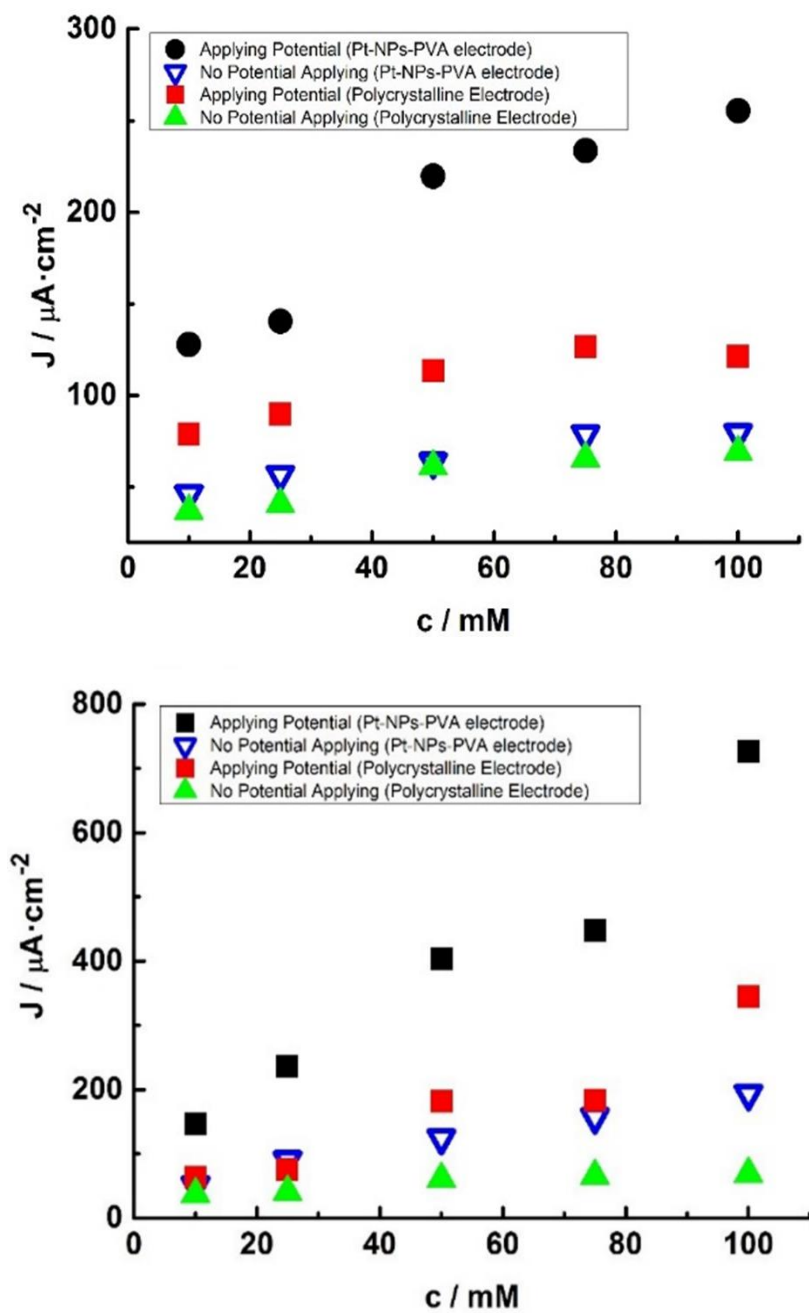 300
Applying Potential (Pt-NPs-PVA electrode)
No Potential Applying (Pt-NPs-PVA electrode)
Applying Potential (Polycrystalline Electrode)
No Potential Applying (Polycrystalline Electrode)
200
J / μA·cm⁻²
100
0 20 40 60 80 100
c / mM
800
Applying Potential (Pt-NPs-PVA electrode)
No Potential Applying (Pt-NPs-PVA electrode)
Applying Potential (Polycrystalline Electrode)
No Potential Applying (Polycrystalline Electrode)
600
J / μA·cm⁻²
400
200
0
0 20 40 60 80 100
c / mM